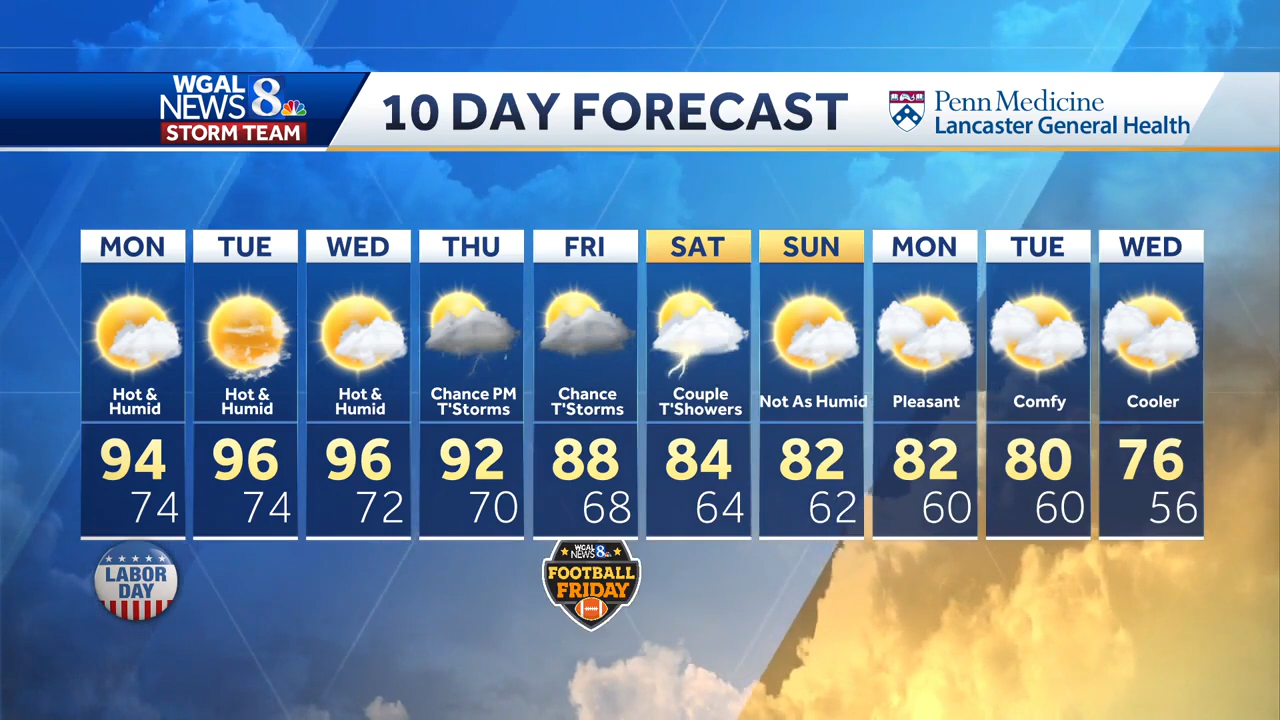 WGAL
NEWS 8
STORM TEAM
10 DAY FORECAST
Penn Medicine
Lancaster General Health
MON TUE WED THU FRI SAT SUN MON TUE WED
Hot &
Humid
Hot &
Humid
Hot &
Humid
Chance PM
T'Storms
Chance
T'Storms
Couple
T'Showers
Not As Humid
Pleasant
Comfy
Cooler
94 96 96 92 88 84 82 82 80 76
74 74 72 70 68 64 62 60 60 56
LABOR
DAY
WGAL
NEWS 8
FOOTBALL
FRIDAY